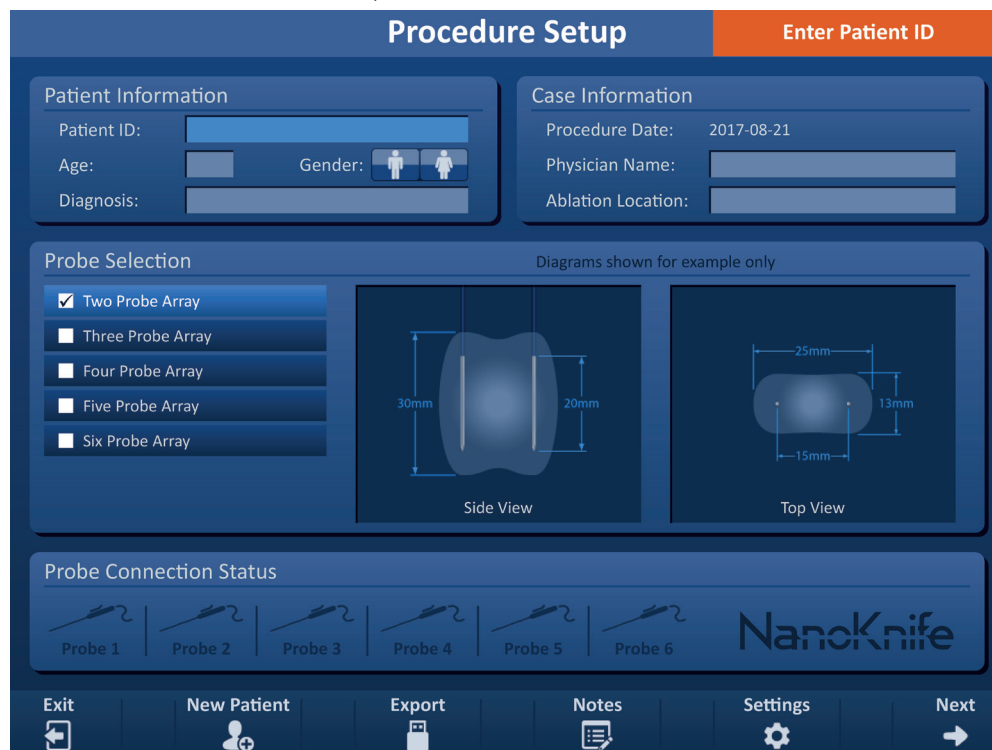 Procedure Setup
Enter Patient ID
Patient Information
Patient ID:
Age:
Gender:
Diagnosis:
Case Information
Procedure Date: 2017-08-21
Physician Name:
Ablation Location:
Probe Selection
Diagrams shown for example only
Two Probe Array
Three Probe Array
Four Probe Array
Five Probe Array
Six Probe Array
30mm
20mm
Side View
25mm
13mm
15mm
Top View
Probe Connection Status
Probe 1
Probe 2
Probe 3
Probe 4
Probe 5
Probe 6
NanoKnife
Exit
New Patient
Export
Notes
Settings
Next